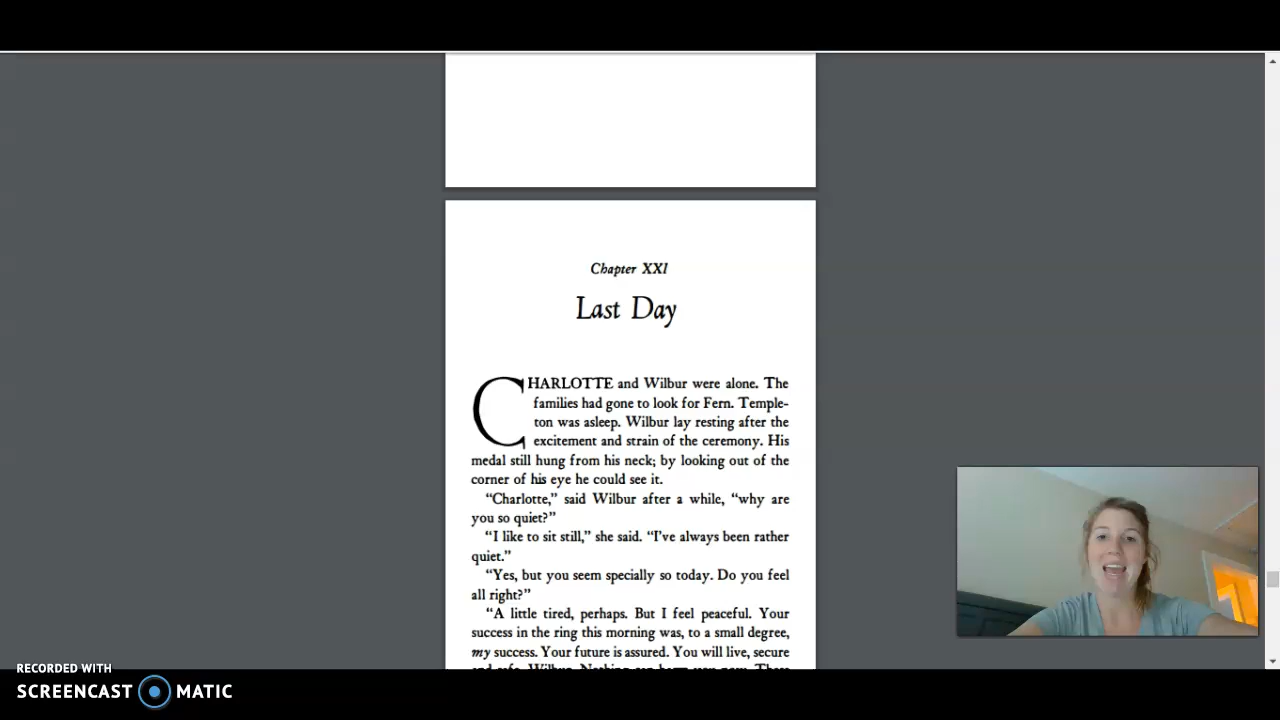 Chapter XXI
Last Day
CHARLOTTE and Wilbur were alone. The
families had gone to look for Fern. Temple-
ton was asleep. Wilbur lay resting after the
excitement and strain of the ceremony. His
medal still hung from his neck; by looking out of the
corner of his eye he could see it.
“Charlotte,” said Wilbur after a while, “why are
you so quiet?”
“I like to sit still,” she said. “I’ve always been rather
quiet.”
“Yes, but you seem specially so today. Do you feel
all right?”
“A little tired, perhaps. But I feel peaceful. Your
success in the ring this morning was, to a small degree,
my success. Your future is assured. You will live, secure
RECORDED WITH
SCREENCAST MATIC